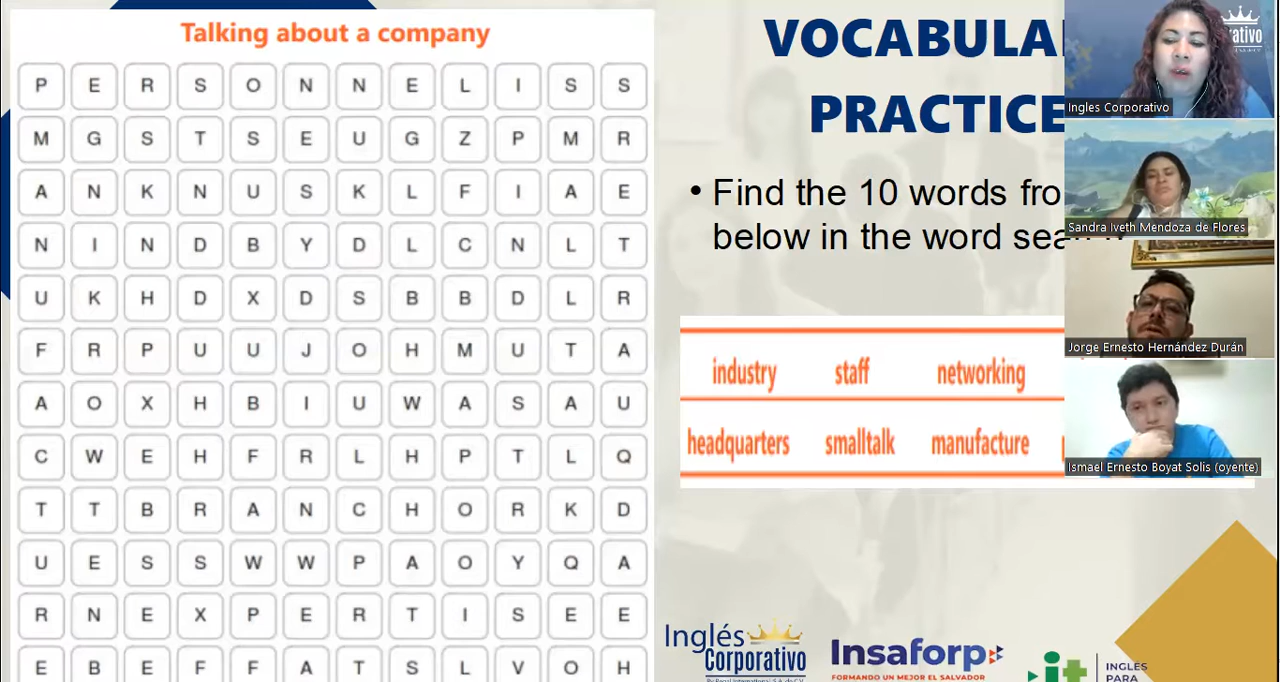 Talking about a company
P E R S O N N E L I S S
M G S T S E U G Z P M R
A N K N U S K L F I A E
N I N D B Y D L C N L T
U K H D X D S B B D L R
F R P U U J O H M U T A
A O X H B I U W A S A U
C W E H F R L H P T L Q
T T B R A N C H O R K D
U E S S W W P A O Y Q A
R N E X P E R T I S E E
E B E F F A T S L V O H
VOCABULA
PRACTICE
• Find the 10 words fro
below in the word sea
industry staff networking
headquarters smalltalk manufacture
Ingles Corporativo
Sandra Iveth Mendoza de Flores
Jorge Ernesto Hernández Durán
Ismael Ernesto Boyat Solis (oyente)
Inglés
Corporativo
Insaforp
FORMANDO UN MEJOR EL SALVADOR
it
INGLES
PARA